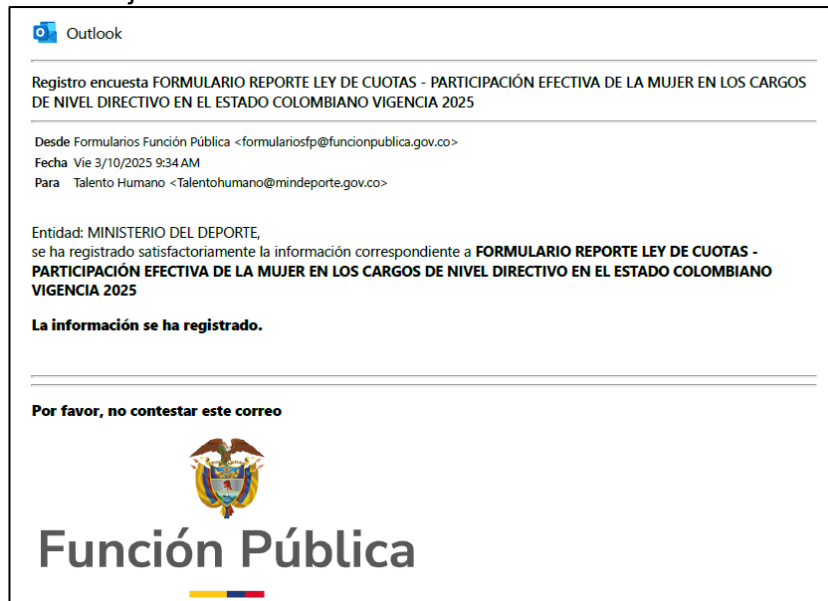 Outlook
Registro encuesta FORMULARIO REPORTE LEY DE CUOTAS - PARTICIPACIÓN EFECTIVA DE LA MUJER EN LOS CARGOS
DE NIVEL DIRECTIVO EN EL ESTADO COLOMBIANO VIGENCIA 2025
Desde Formularios Función Pública <formulariosfp@funcionpublica.gov.co>
Fecha Vie 3/10/2025 9:34 AM
Para Talento Humano <Talentohumano@mindeporte.gov.co>
Entidad: MINISTERIO DEL DEPORTE,
se ha registrado satisfactoriamente la información correspondiente a FORMULARIO REPORTE LEY DE CUOTAS -
PARTICIPACIÓN EFECTIVA DE LA MUJER EN LOS CARGOS DE NIVEL DIRECTIVO EN EL ESTADO COLOMBIANO
VIGENCIA 2025
La información se ha registrado.
Por favor, no contestar este correo
Función Pública